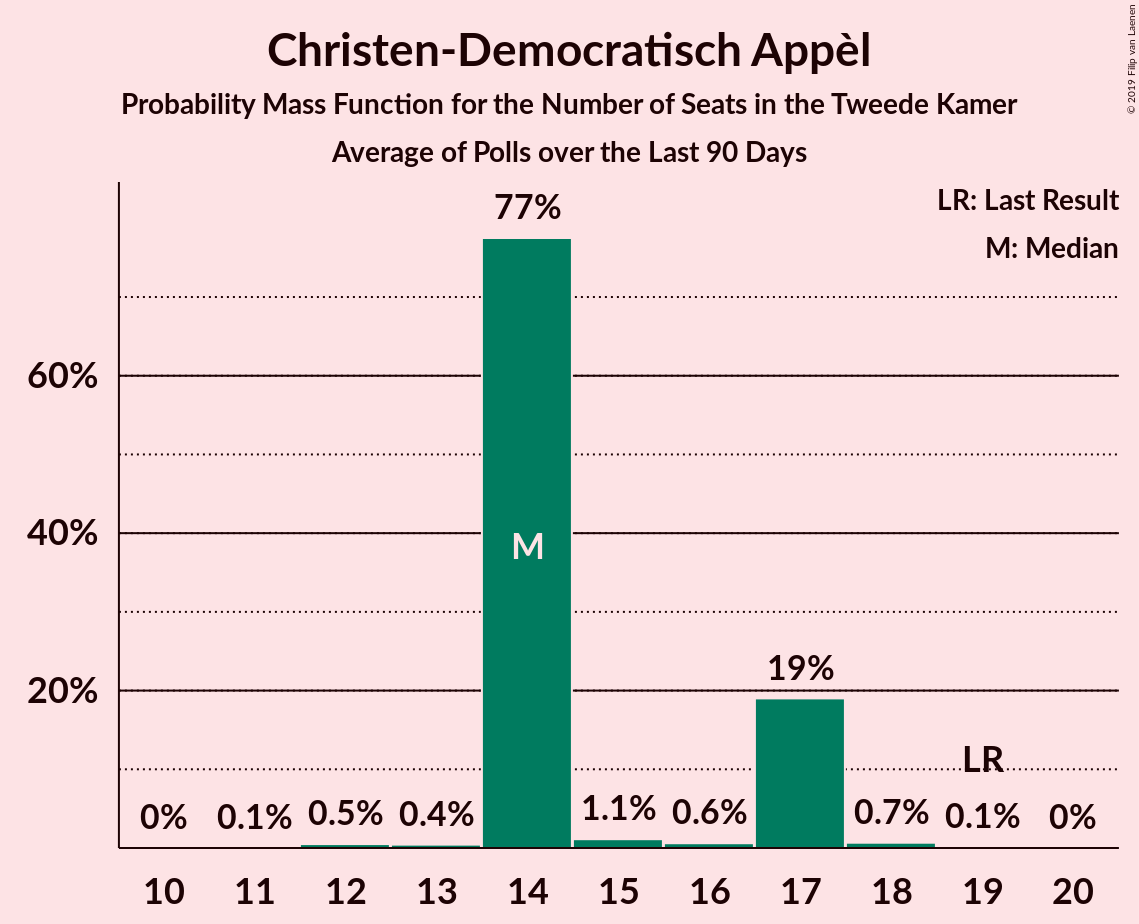 Christen-Democratisch Appèl
Probability Mass Function for the Number of Seats in the Tweede Kamer
Average of Polls over the Last 90 Days
© 2019 Filip van Laenen
LR: Last Result
M: Median
77%
60%
40%
M
20%
19%
LR
0% 0.1% 0.5% 0.4% 1.1% 0.6% 0.7% 0.1% 0%
10 11 12 13 14 15 16 17 18 19 20